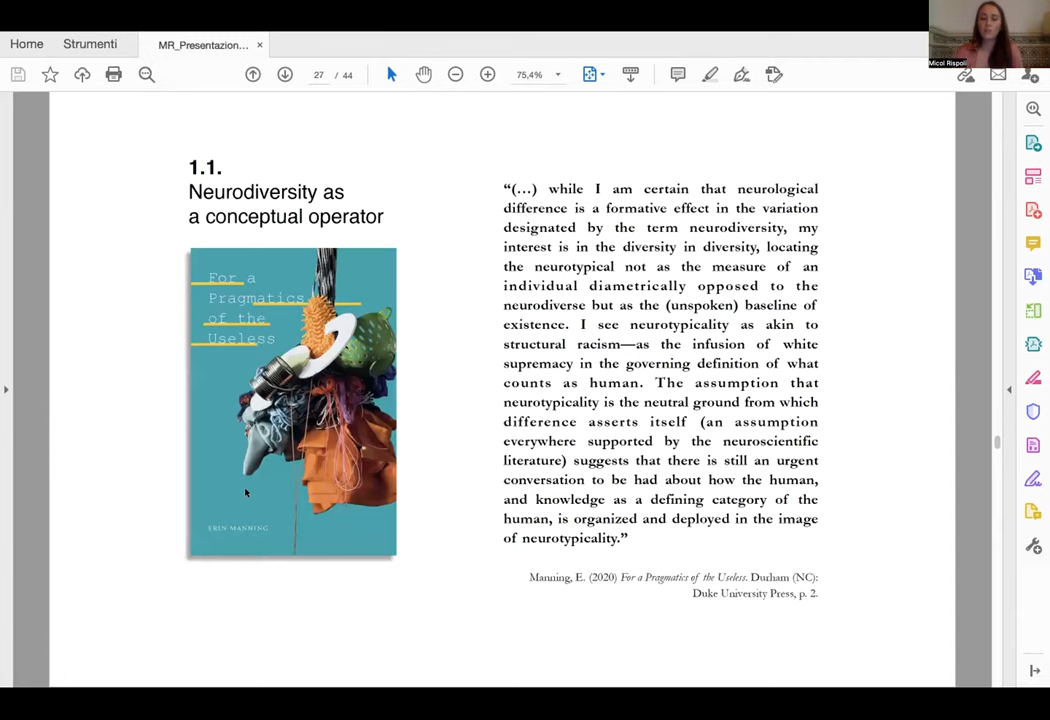 Home
Strumenti
MR_Presentazion...
27 / 44
75,4%
Micol Rispoli
1.1.
Neurodiversity as
a conceptual operator
For a
Pragmatics
of the
Useless
ERIN MANNING
“(…) while I am certain that neurological
difference is a formative effect in the variation
designated by the term neurodiversity, my
interest is in the diversity in diversity, locating
the neurotypical not as the measure of an
individual diametrically opposed to the
neurodiverse but as the (unspoken) baseline of
existence. I see neurotypicality as akin to
structural racism—as the infusion of white
supremacy in the governing definition of what
counts as human. The assumption that
neurotypicality is the neutral ground from which
difference asserts itself (an assumption
everywhere supported by the neuroscientific
literature) suggests that there is still an urgent
conversation to be had about how the human,
and knowledge as a defining category of the
human, is organized and deployed in the image
of neurotypicality.”
Manning, E. (2020) For a Pragmatics of the Useless. Durham (NC):
Duke University Press, p. 2.